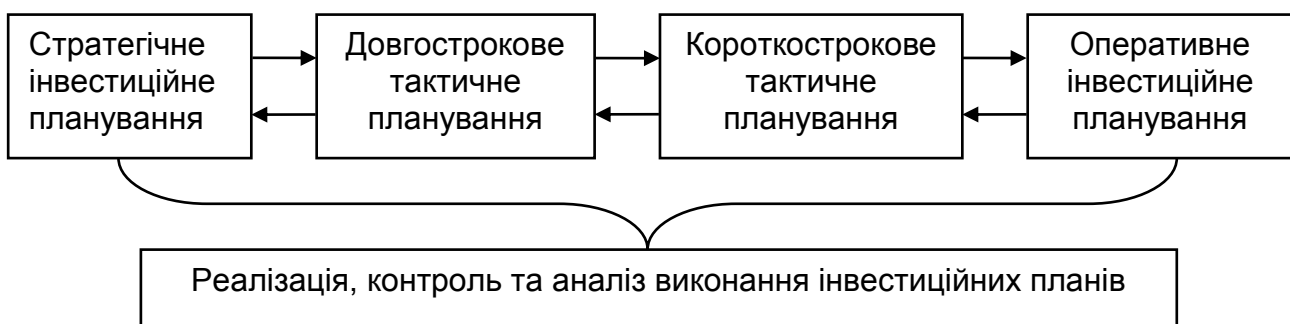 Стратегічне
інвестиційне
планування
Довгострокове
тактичне
планування
Короткострокове
тактичне
планування
Оперативне
інвестиційне
планування
Реалізація, контроль та аналіз виконання інвестиційних планів